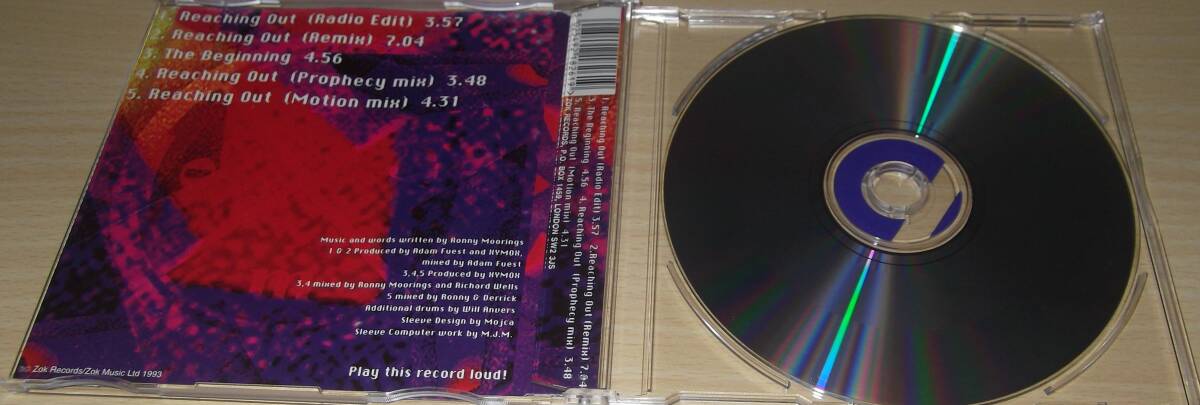 Reaching Out (Radio Edit) 3.57
2. Reaching Out (Remix) 7.04
3. The Beginning 4.56
4. Reaching Out (Prophecy mix) 3.48
5. Reaching Out (Motion mix) 4.31
Music and words written by Ronny Moorings
1 & 2 Produced by Adam Fuest and XYMOX,
mixed by Adam Fuest
3,4,5 Produced by XYMOX
3,4 mixed by Ronny Moorings and Richard Wells
5 mixed by Ronny & Derrick
Additional drums by Will Anvers
Sleeve Design by Mojca
Sleeve Computer work by M.J.M.
Zok Records/Zok Music Ltd 1993
Play this record loud!
1. Reaching Out (Radio Edit) 3.57 2.Reaching Out (Remix) 7.04
3. The Beginning 4.56 4. Reaching Out (Prophecy mix) 3.48
5. Reaching Out (Motion mix) 4.31
ZOK RECORDS, P.O. BOX 1459, LONDON SW2 3JS